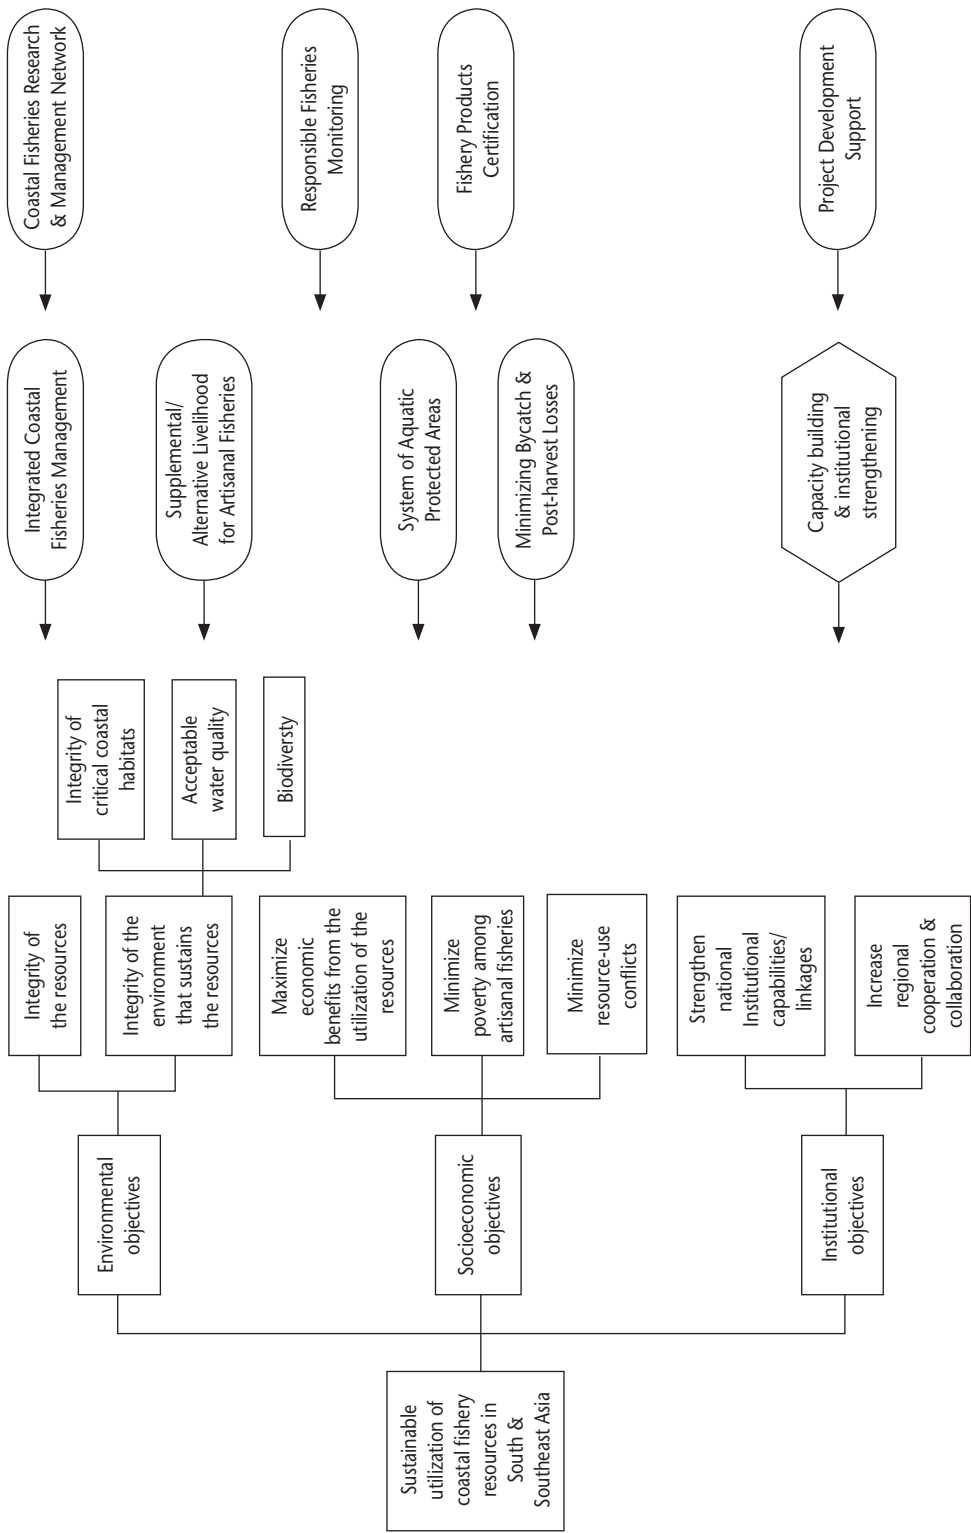 Sustainable
utilization of
coastal fishery
resources in
South &
Southeast Asia
Environmental
objectives
Socioeconomic
objectives
Institutional
objectives
Integrity of
the resources
Integrity of the
environment
that sustains
the resources
Maximize
economic
benefits from the
utilization of the
resources
Minimize
poverty among
artisanal fisheries
Minimize
resource-use
conflicts
Strengthen
national
Institutional
capabilities/
linkages
Increase
regional
cooperation &
collaboration
Integrity of
critical coastal
habitats
Acceptable
water quality
Biodiversty
Integrated Coastal
Fisheries Management
Supplemental/
Alternative Livelihood
for Artisanal Fisheries
System of Aquatic
Protected Areas
Minimizing Bycatch &
Post-harvest Losses
Capacity building
& institutional
strengthening
Coastal Fisheries Research
& Management Network
Responsible Fisheries
Monitoring
Fishery Products
Certification
Project Development
Support